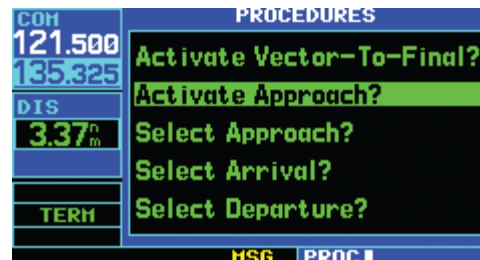 COM
121.500
135.325
DIS
3.37nm
TERM
PROCEDURES
Activate Vector-To-Final?
Activate Approach?
Select Approach?
Select Arrival?
Select Departure?
MSG PROC